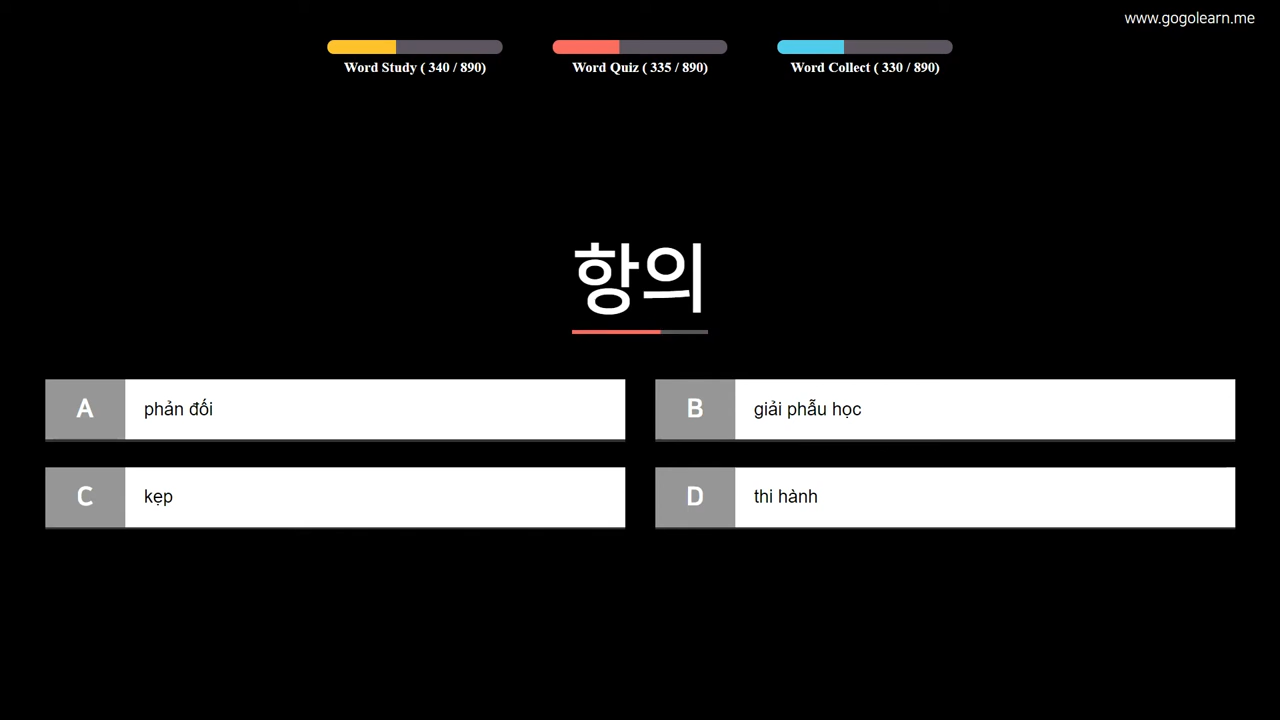 www.gogolearn.me
Word Study ( 340 / 890)
Word Quiz ( 335 / 890)
Word Collect ( 330 / 890)
항의
A phản đối
B giải phẫu học
C kẹp
D thi hành